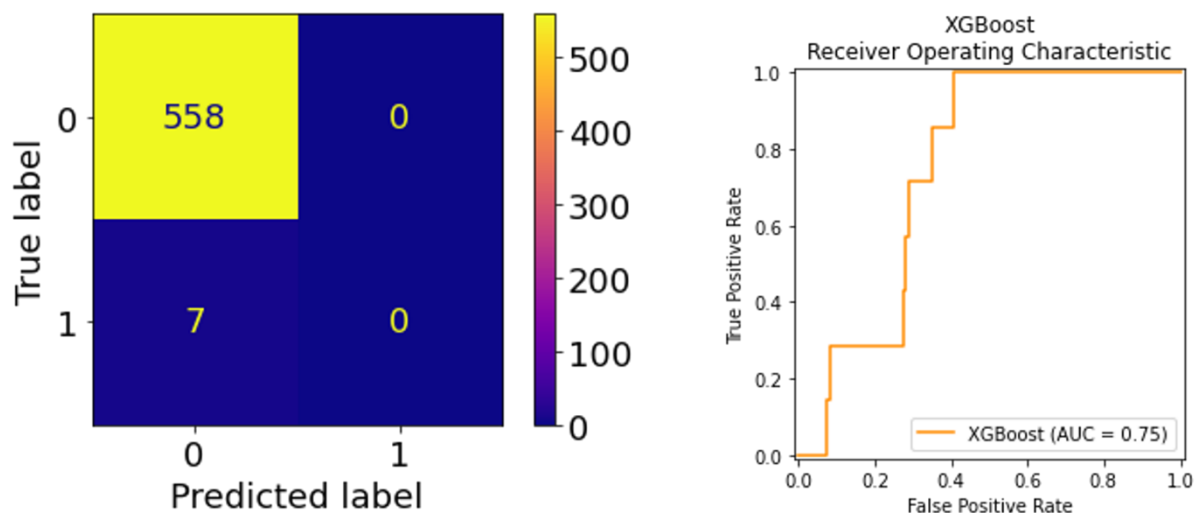 True label
0
1
558
0
7
0
0
1
Predicted label
500
400
300
200
100
0
XGBoost
Receiver Operating Characteristic
True Positive Rate
1.0
0.8
0.6
0.4
0.2
0.0
XGBoost (AUC = 0.75)
0.0 0.2 0.4 0.6 0.8 1.0
False Positive Rate